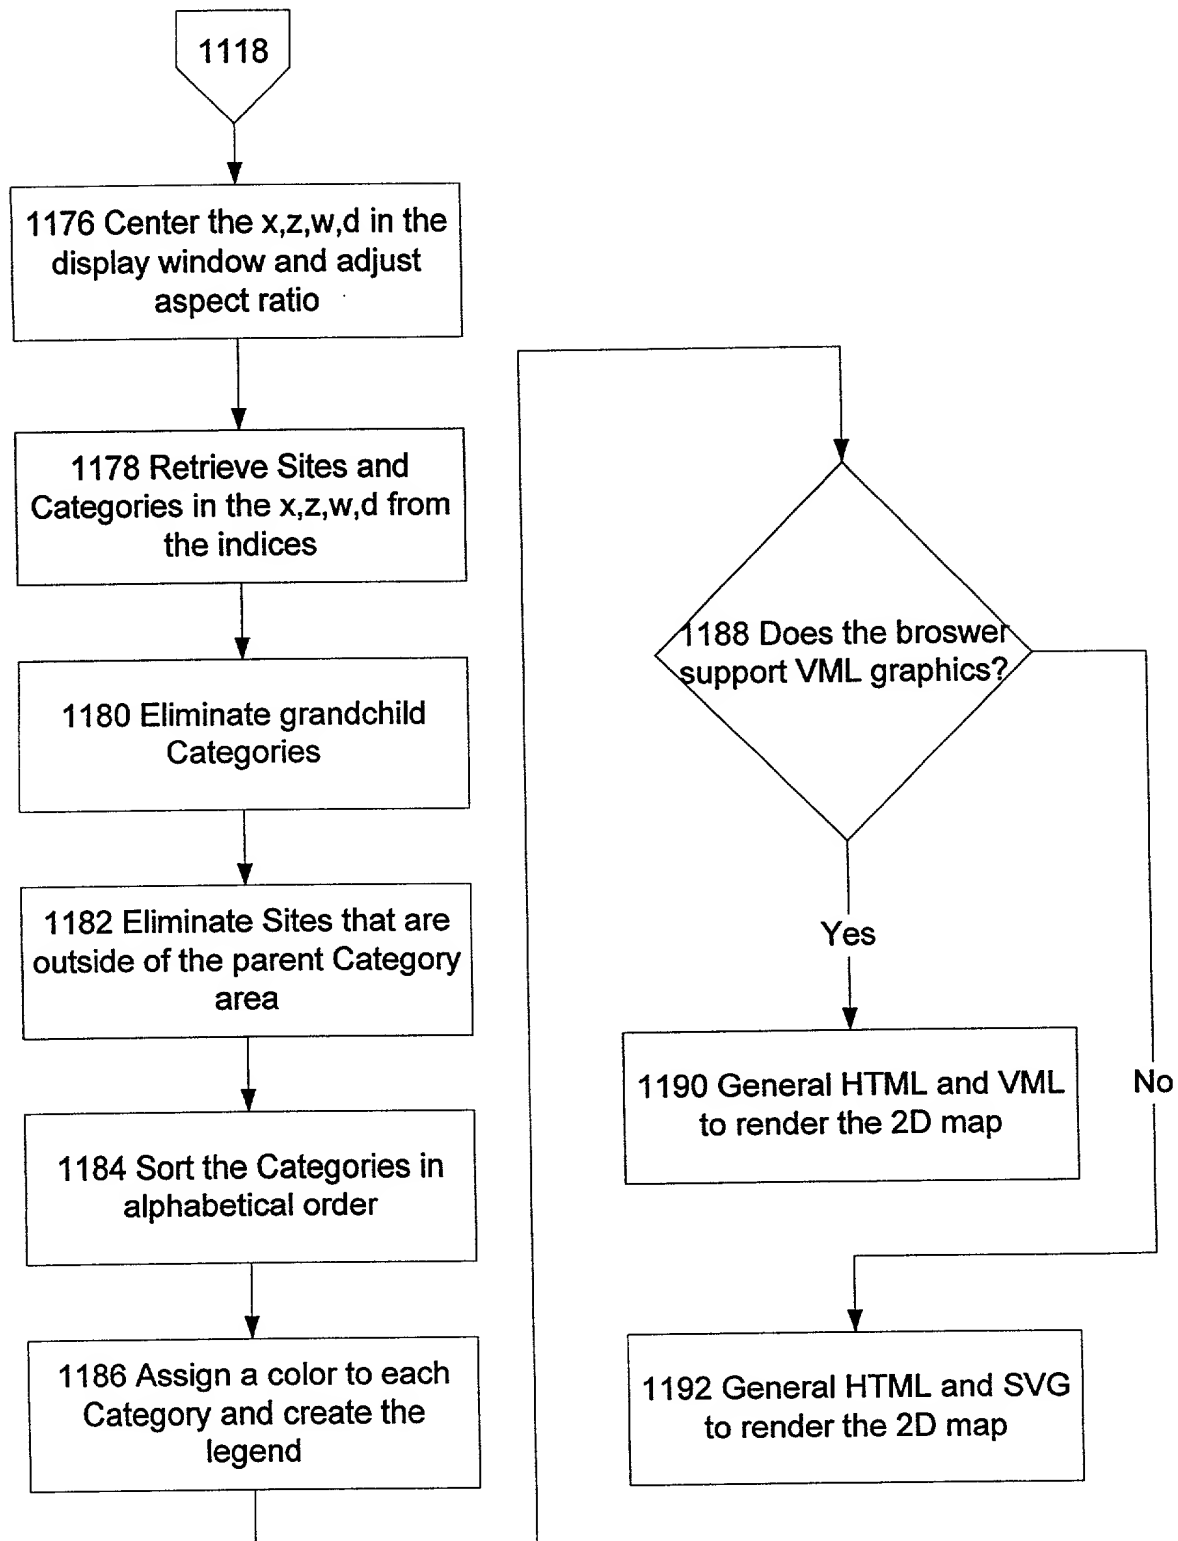 1118
1176 Center the x,z,w,d in the
display window and adjust
aspect ratio
1178 Retrieve Sites and
Categories in the x,z,w,d from
the indices
1180 Eliminate grandchild
Categories
1182 Eliminate Sites that are
outside of the parent Category
area
1184 Sort the Categories in
alphabetical order
1186 Assign a color to each
Category and create the
legend
1188 Does the broswer
support VML graphics?
Yes
No
1190 General HTML and VML
to render the 2D map
1192 General HTML and SVG
to render the 2D map